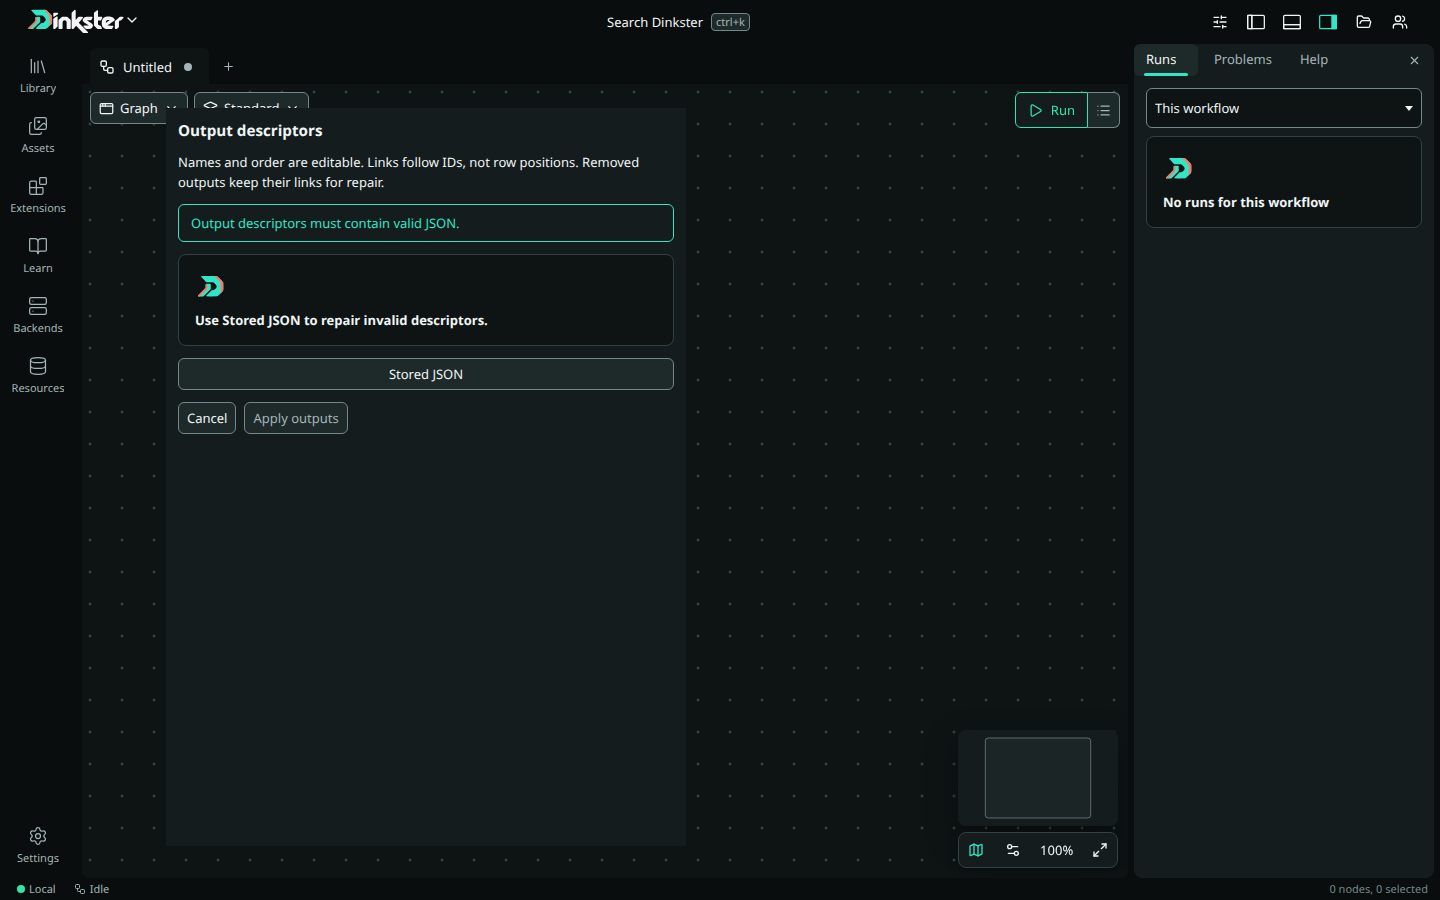 Dinkster
Search Dinkster ctrl+k
Untitled
Library
Assets
Extensions
Learn
Backends
Resources
Settings
Graph
Standard
Run
Output descriptors
Names and order are editable. Links follow IDs, not row positions. Removed
outputs keep their links for repair.
Output descriptors must contain valid JSON.
Use Stored JSON to repair invalid descriptors.
Stored JSON
Cancel Apply outputs
100%
Runs Problems Help
This workflow
No runs for this workflow
Local Idle
0 nodes, 0 selected